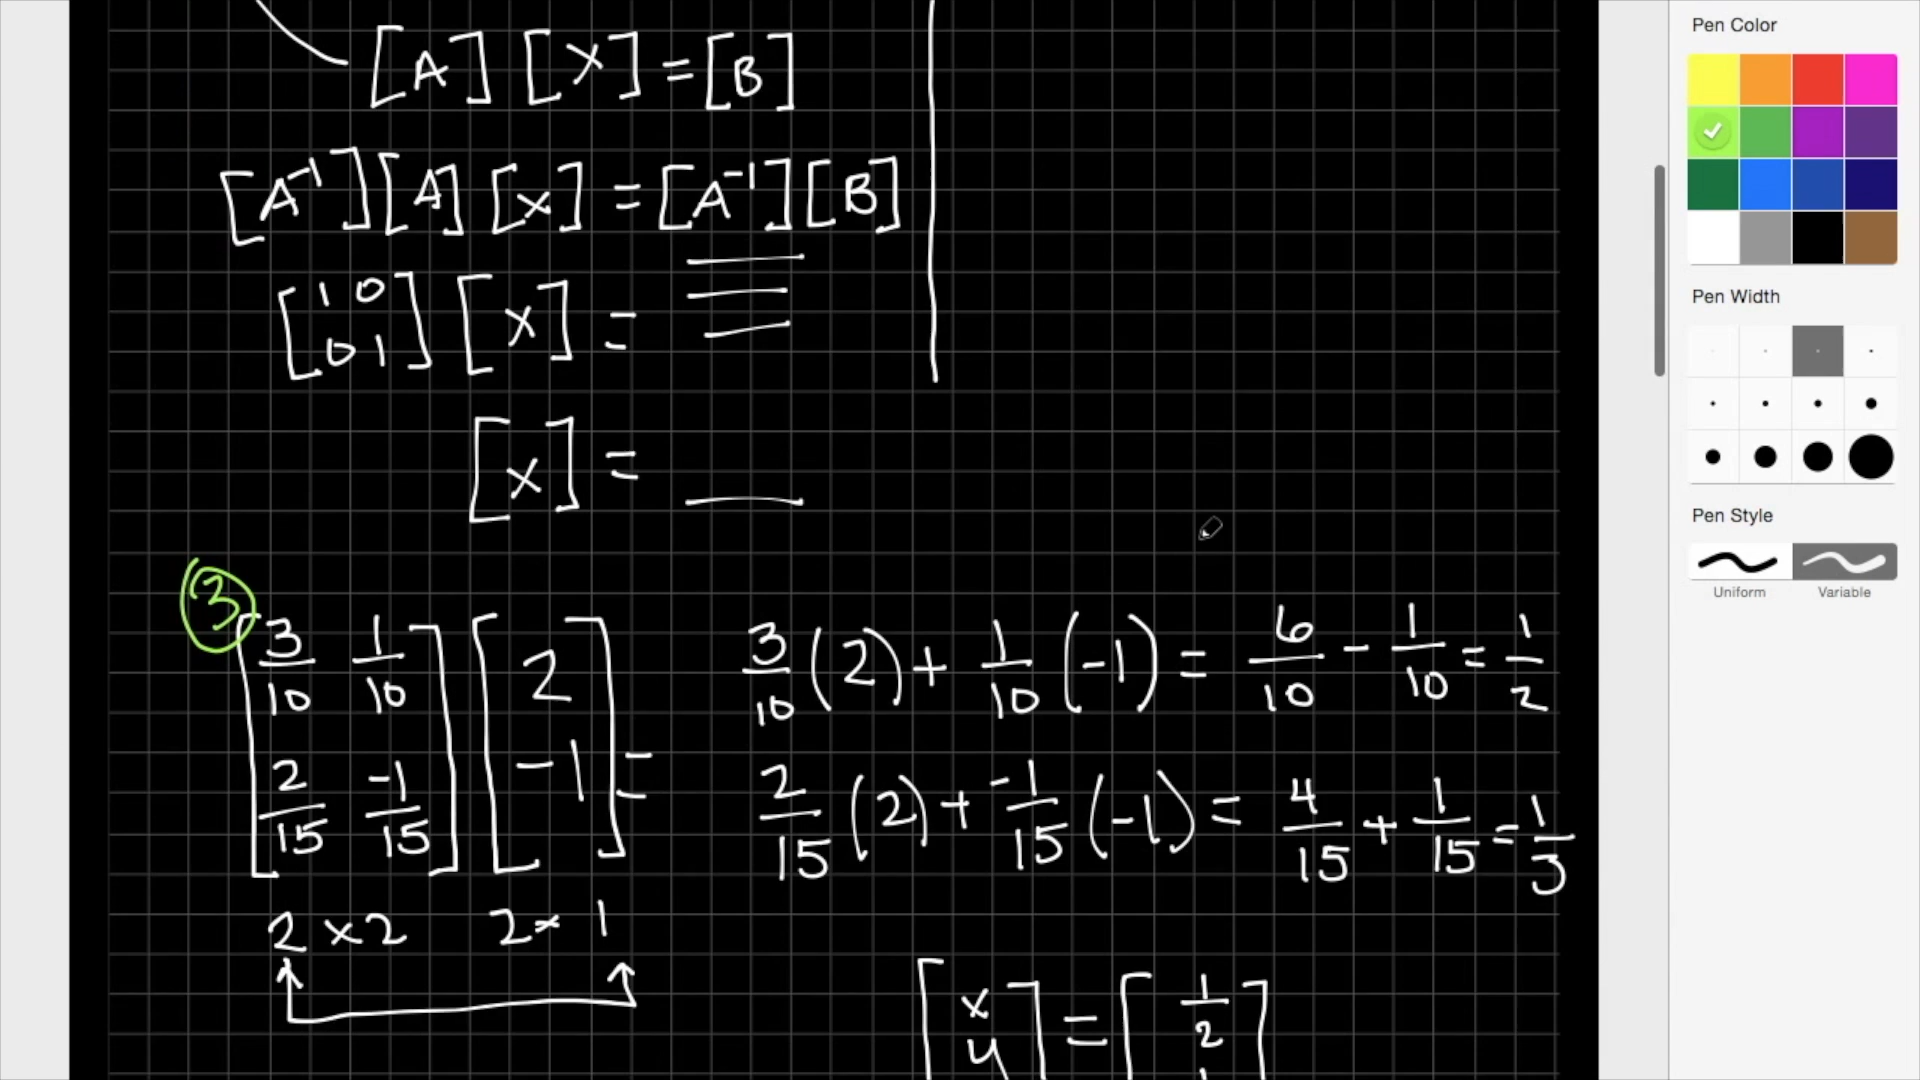 [A] [X] = [B]
[A⁻¹][A] [X] = [A⁻¹][B]
[1 0
0 1] [X] =
[X] =
③
[3/10 1/10
2/15 -1/15] [2
-1] =
3/10 (2) + 1/10 (-1) = 6/10 - 1/10 = 1/2
2/15 (2) + -1/15 (-1) = 4/15 + 1/15 = 1/3
2 x 2 2 x 1
[x
y] = [1/2
Pen Color
Pen Width
Pen Style
Uniform Variable